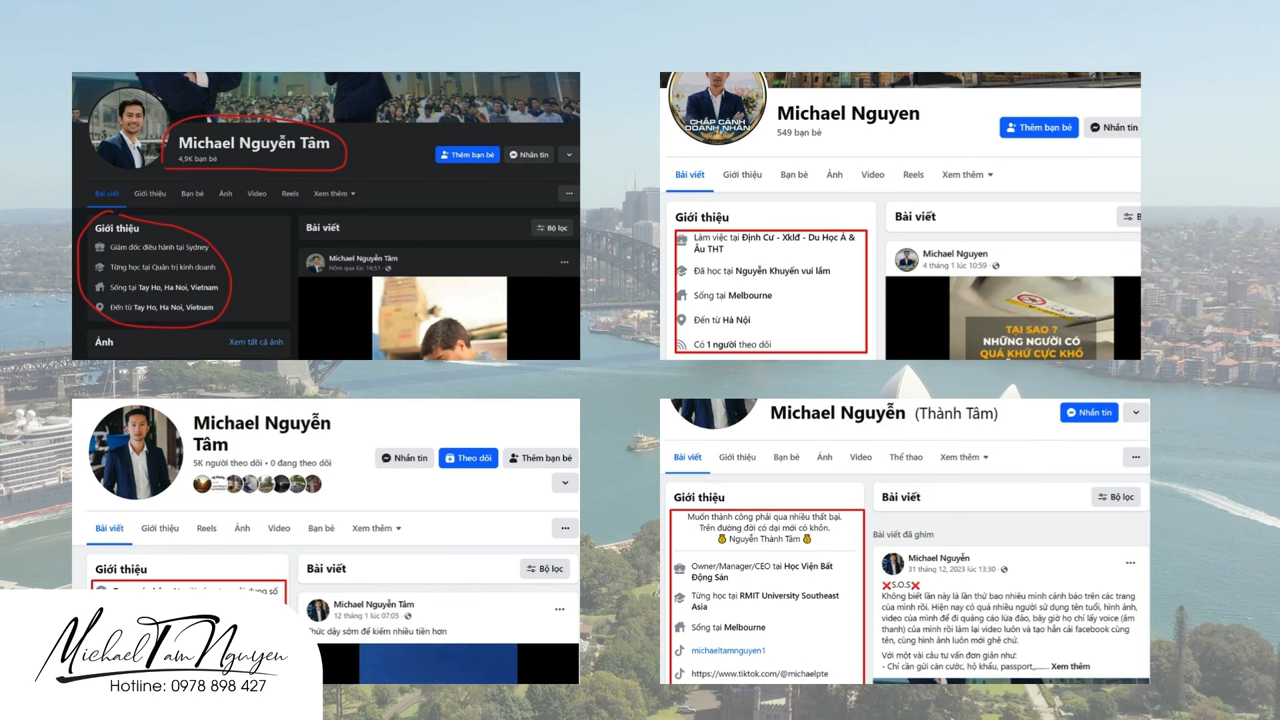 Michael Nguyễn Tâm
4,9K bạn bè
Thêm bạn bè
Nhắn tin
Bài viết Giới thiệu Bạn bè Ảnh Video Reels Xem thêm
Giới thiệu
Giám đốc điều hành tại Sydney
Từng học tại Quản trị kinh doanh
Sống tại Tay Ho, Ha Noi, Vietnam
Đến từ Tay Ho, Ha Noi, Vietnam
Ảnh Xem tất cả ảnh
Bài viết Bộ lọc
Michael Nguyễn Tâm
Hôm qua lúc 16:51
CHẮP CÁNH
DOANH NHÂN
Michael Nguyen
549 bạn bè
Thêm bạn bè
Nhắn tin
Bài viết Giới thiệu Bạn bè Ảnh Video Reels Xem thêm
Giới thiệu
Làm việc tại Định Cư - Xklđ - Du Học Á &
Âu THT
Đã học tại Nguyễn Khuyến vui lắm
Sống tại Melbourne
Đến từ Hà Nội
Có 1 người theo dõi
Bài viết
Michael Nguyen
4 tháng 1 lúc 10:59
TẠI SAO ?
NHỮNG NGƯỜI CÓ
QUÁ KHỨ CỰC KHỔ
Michael Nguyễn
Tâm
5K người theo dõi • 0 đang theo dõi
Nhắn tin
Theo dõi
Thêm bạn bè
Bài viết Giới thiệu Reels Ảnh Video Bạn bè Xem thêm
Giới thiệu
Bài viết Bộ lọc
Michael Nguyễn Tâm
12 tháng 1 lúc 07:05
Thức dậy sớm để kiếm nhiều tiền hơn
Michael Nguyễn (Thành Tâm)
Nhắn tin
Bài viết Giới thiệu Bạn bè Ảnh Video Thể thao Xem thêm
Giới thiệu
Muốn thành công phải qua nhiều thất bại.
Trên đường đời có dại mới có khôn.
💰 Nguyễn Thành Tâm 💰
Owner/Manager/CEO tại Học Viện Bất
Động Sản
Từng học tại RMIT University Southeast
Asia
Sống tại Melbourne
michaeltamnguyen1
https://www.tiktok.com/@michaelpte
Bài viết Bộ lọc
Bài viết đã ghim
Michael Nguyễn
31 tháng 12, 2023 lúc 13:30
❌S.O.S❌
Không biết lần này là lần thứ bao nhiêu mình cảnh báo trên các trang
của mình rồi. Hiện nay có quá nhiều người sử dụng tên tuổi, hình ảnh,
video của mình để đi quảng cáo lừa đảo, bây giờ họ chỉ lấy voice (âm
thanh) của mình rồi làm lại video luôn và tạo hẳn cái facebook cùng
tên, cùng hình ảnh luôn mới ghê chứ.
Với một vài câu tư vấn đơn giản như:
- Chỉ cần gửi căn cước, hộ khẩu, passport,...... Xem thêm
Michael Tam Nguyen
Hotline: 0978 898 427